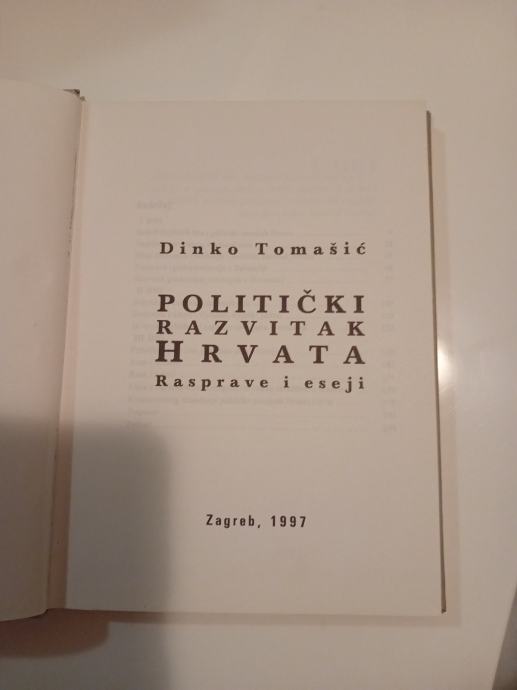 Dinko Tomašić
POLITIČKI
RAZVITAK
HRVATA
Rasprave i eseji
Zagreb, 1997